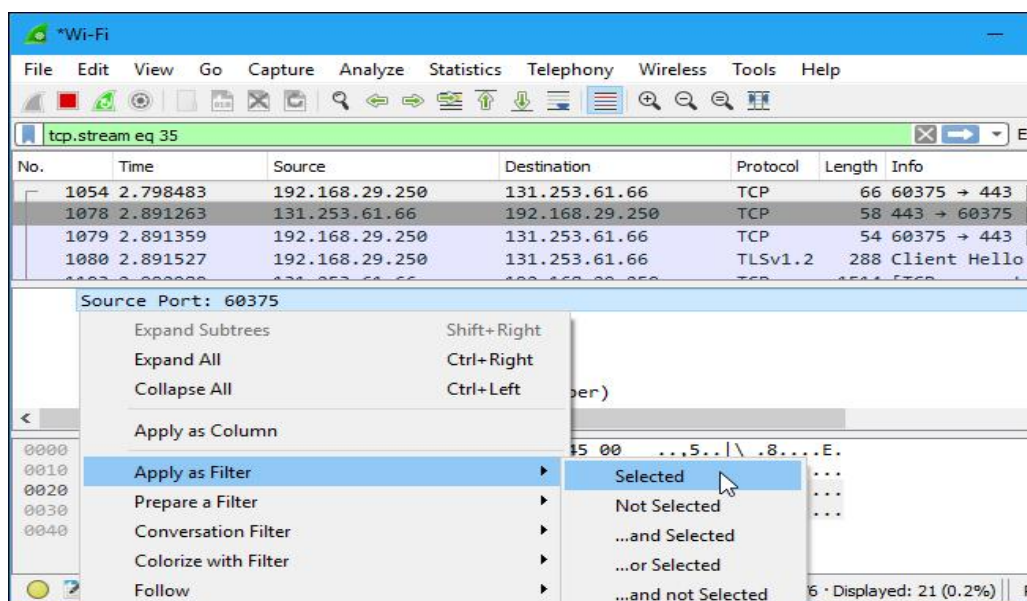 *Wi-Fi
File Edit View Go Capture Analyze Statistics Telephony Wireless Tools Help
tcp.stream eq 35
No. Time Source Destination Protocol Length Info
1054 2.798483 192.168.29.250 131.253.61.66 TCP 66 60375 → 443
1078 2.891263 131.253.61.66 192.168.29.250 TCP 58 443 → 60375
1079 2.891359 192.168.29.250 131.253.61.66 TCP 54 60375 → 443
1080 2.891527 192.168.29.250 131.253.61.66 TLSv1.2 288 Client Hello
Source Port: 60375
Expand Subtrees Shift+Right
Expand All Ctrl+Right
Collapse All Ctrl+Left
Apply as Column
0000 45 00 ..,5..|\ .8....E.
0010 Apply as Filter Selected
0020 Prepare a Filter Not Selected
0030
0040 Conversation Filter ...and Selected
Colorize with Filter ...or Selected
Follow ...and not Selected · Displayed: 21 (0.2%)